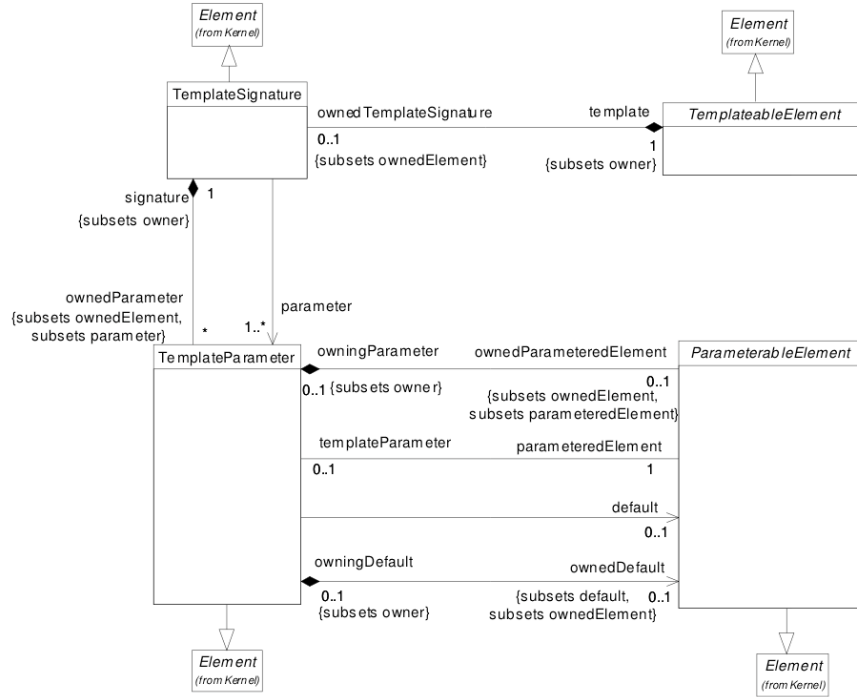 Element
(from Kernel)
Element
(from Kernel)
TemplateSignature
ownedTemplateSignature
template
TemplateableElement
0..1
1
{subsets ownedElement}
{subsets owner}
signature
1
{subsets owner}
ownedParameter
{subsets ownedElement,
subsets parameter}
*
parameter
1..*
TemplateParameter
owningParameter
ownedParameteredElement
ParameterableElement
0..1
{subsets owner}
0..1
{subsets ownedElement,
subsets parameteredElement}
templateParameter
parameteredElement
0..1
1
default
0..1
owningDefault
ownedDefault
0..1
{subsets owner}
{subsets default,
subsets ownedElement}
0..1
Element
(from Kernel)
Element
(from Kernel)